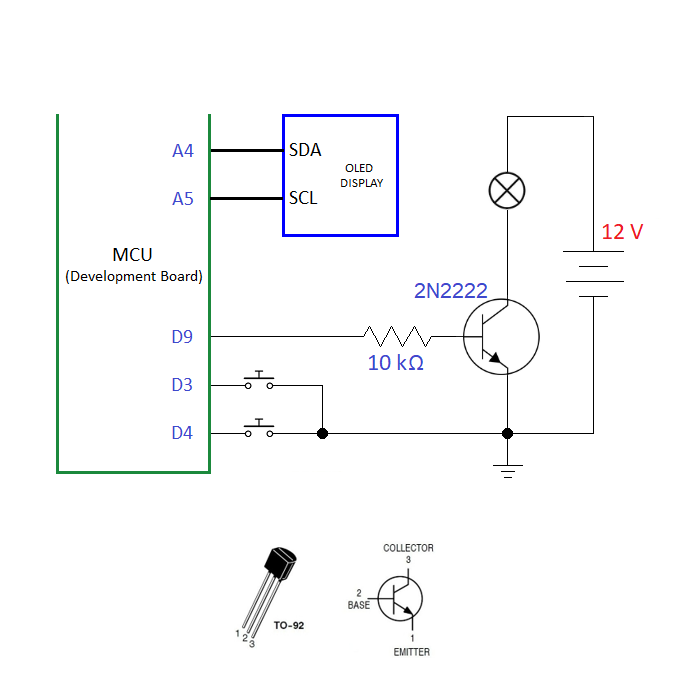 A4
SDA
OLED
DISPLAY
A5
SCL
MCU
(Development Board)
12 V
2N2222
D9
10 kΩ
D3
D4
COLLECTOR
3
2
BASE
1
2
3
TO-92
1
EMITTER